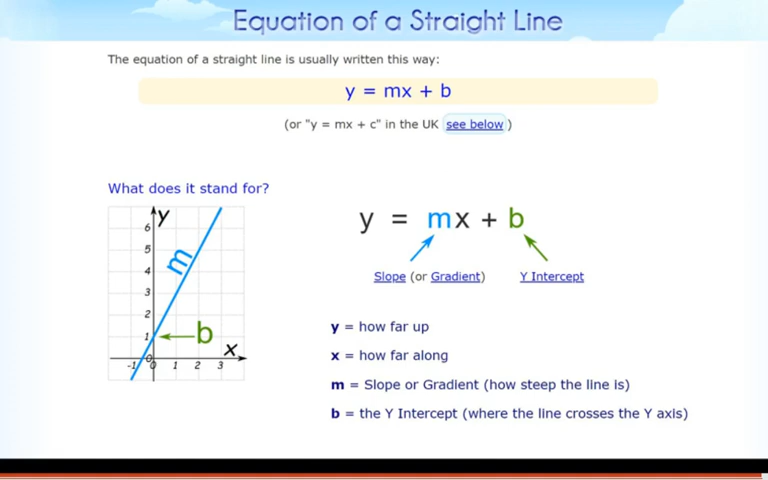 Equation of a Straight Line
The equation of a straight line is usually written this way:
y = mx + b
(or "y = mx + c" in the UK see below )
What does it stand for?
y
6
5
4
3
2
1
0
m
b
x
-1 0 1 2 3
y = mx + b
Slope (or Gradient) Y Intercept
y = how far up
x = how far along
m = Slope or Gradient (how steep the line is)
b = the Y Intercept (where the line crosses the Y axis)